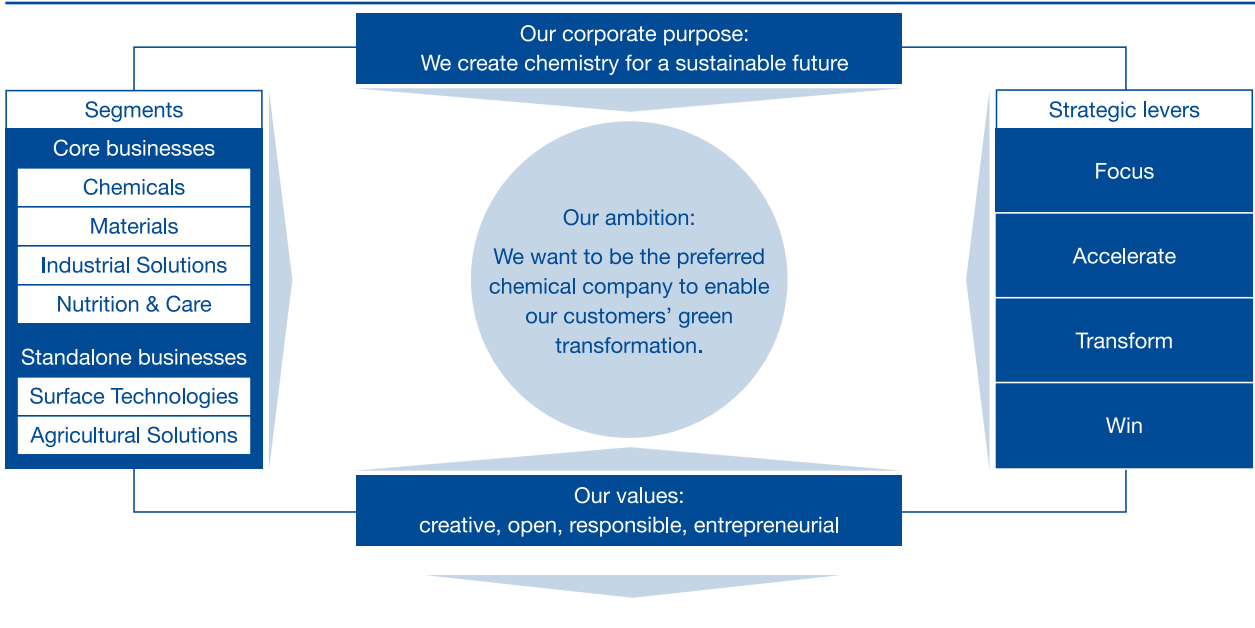 Our corporate purpose:
We create chemistry for a sustainable future
Segments
Core businesses
Chemicals
Materials
Industrial Solutions
Nutrition & Care
Standalone businesses
Surface Technologies
Agricultural Solutions
Our ambition:
We want to be the preferred
chemical company to enable
our customers’ green
transformation.
Strategic levers
Focus
Accelerate
Transform
Win
Our values:
creative, open, responsible, entrepreneurial